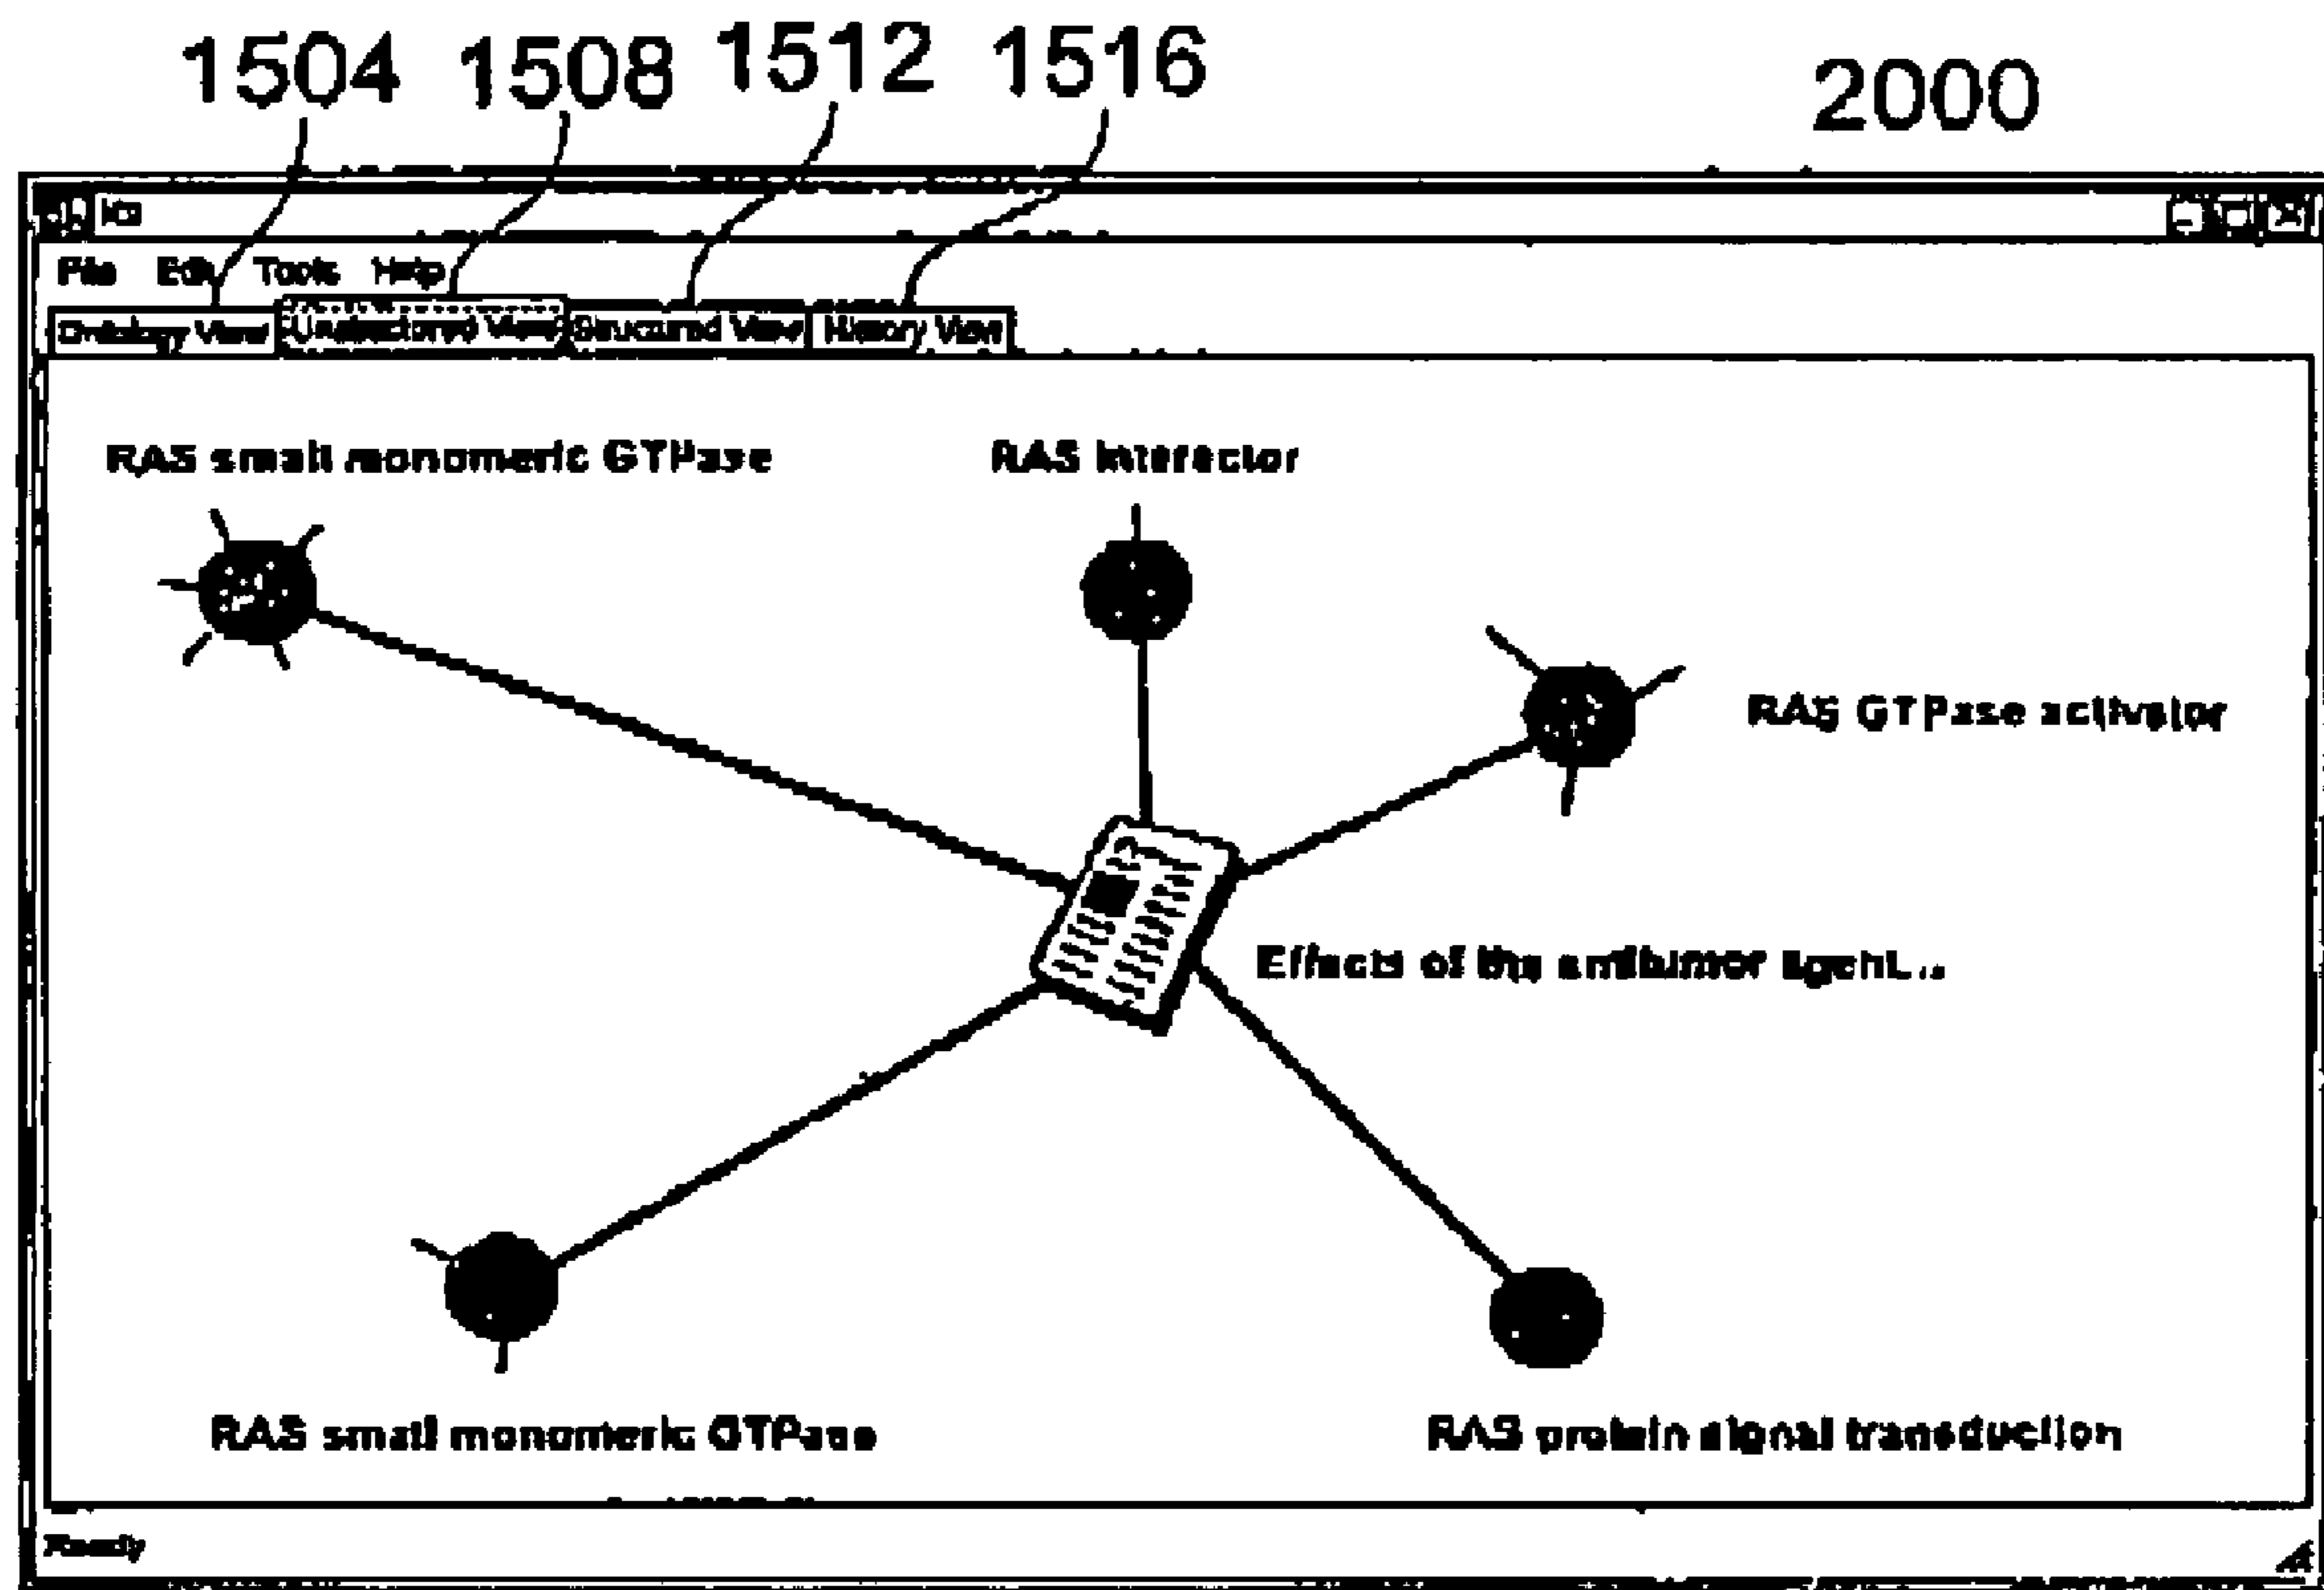 1504 1508 1512 1516 2000
File Edit Tools Help
Ontology View Unstructured View Structured View History View
RAS small monomeric GTPase RAS Interactor
RAS GTPase activator
Effects of the antitumor agent...
RAS small monomeric GTPase RAS protein signal transduction
Ready